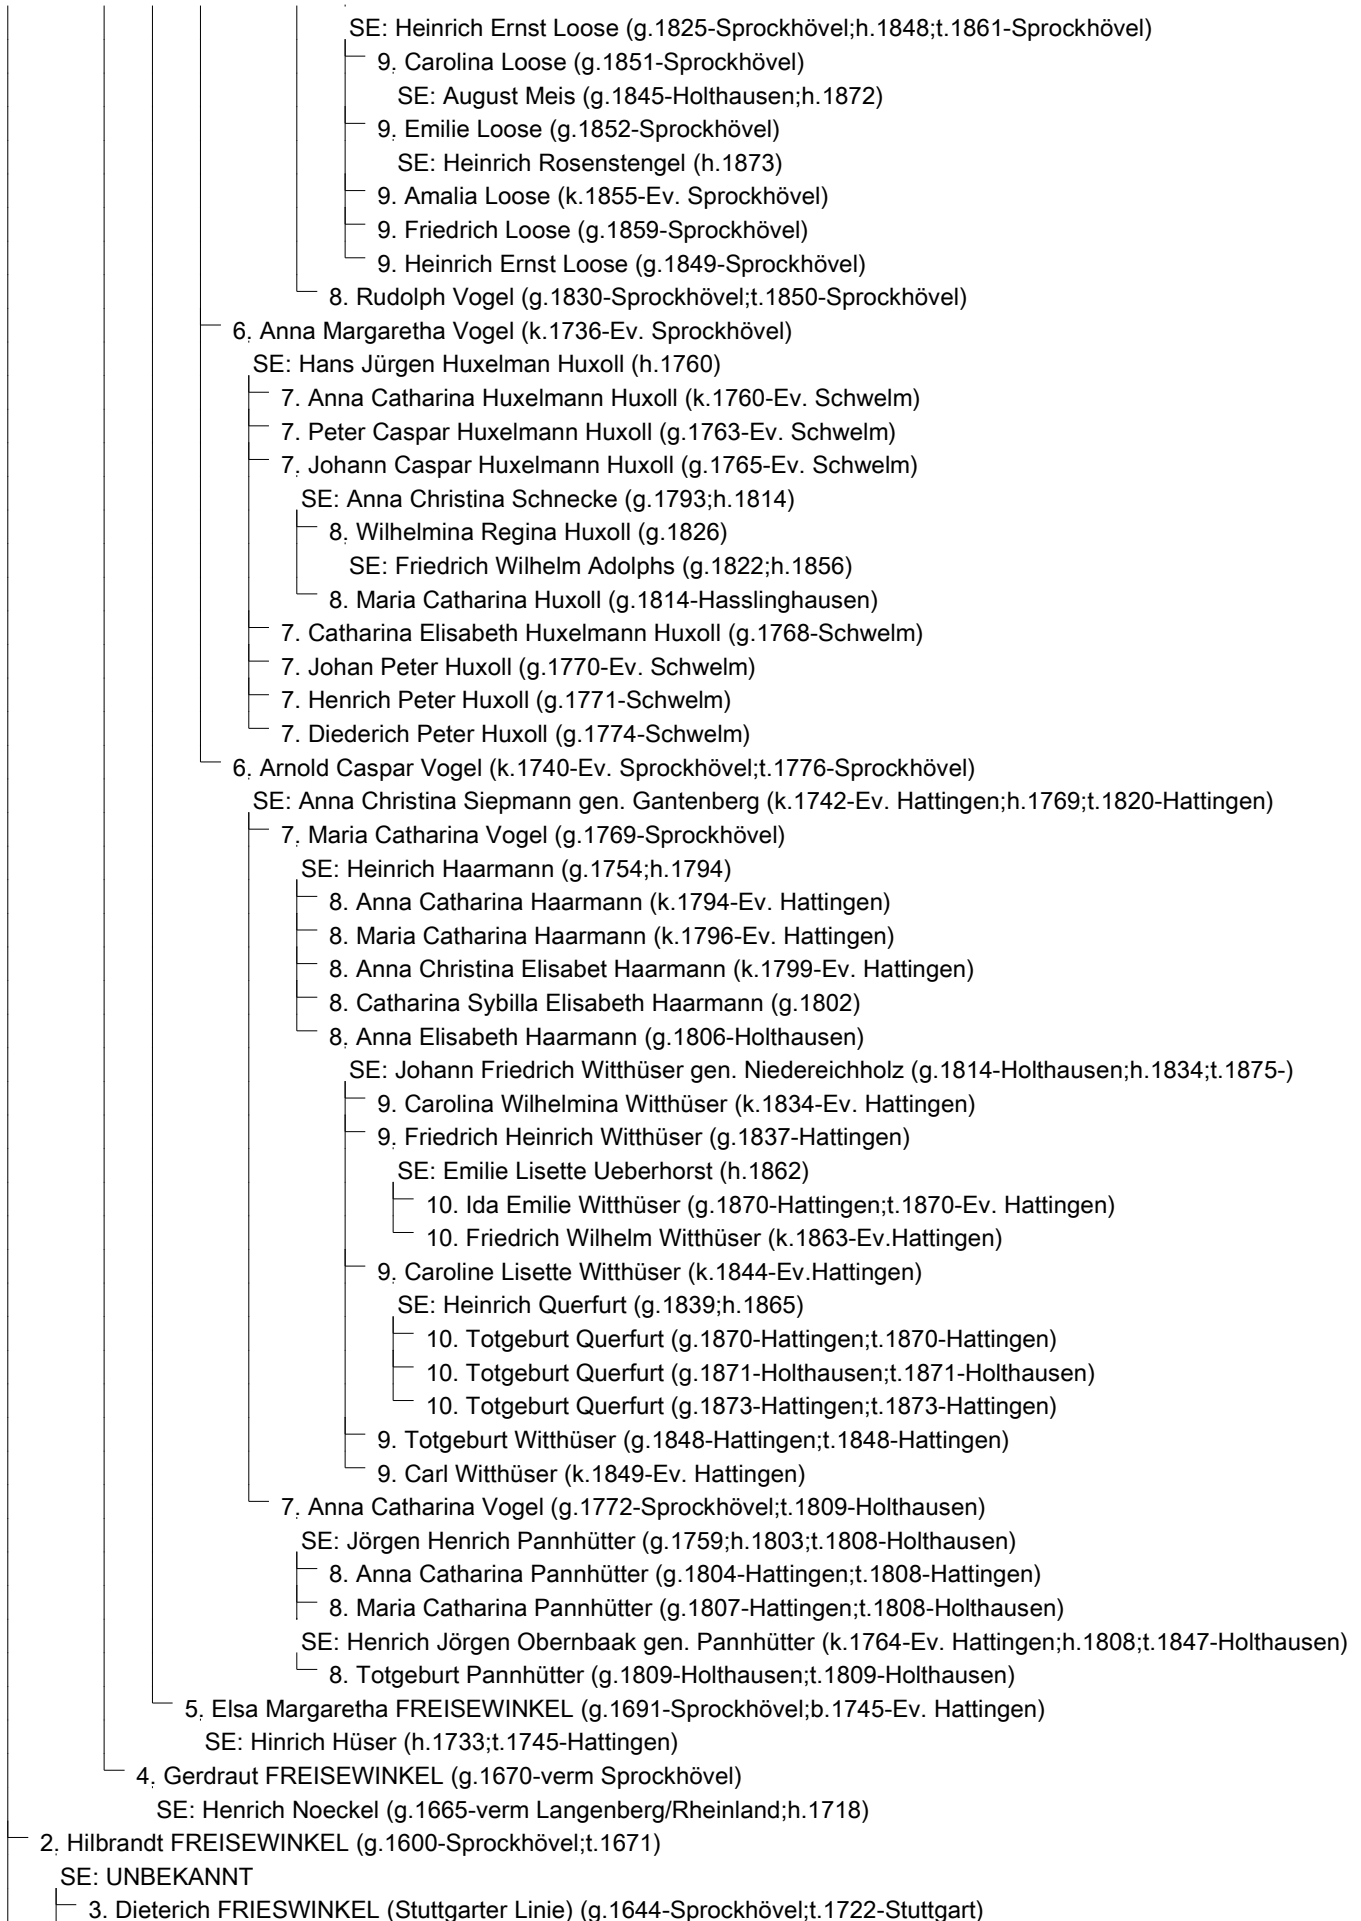 SE: Heinrich Ernst Loose (g.1825-Sprockhövel;h.1848;t.1861-Sprockhövel)
9. Carolina Loose (g.1851-Sprockhövel)
SE: August Meis (g.1845-Holthausen;h.1872)
9. Emilie Loose (g.1852-Sprockhövel)
SE: Heinrich Rosenstengel (h.1873)
9. Amalia Loose (k.1855-Ev. Sprockhövel)
9. Friedrich Loose (g.1859-Sprockhövel)
9. Heinrich Ernst Loose (g.1849-Sprockhövel)
8. Rudolph Vogel (g.1830-Sprockhövel;t.1850-Sprockhövel)
6. Anna Margaretha Vogel (k.1736-Ev. Sprockhövel)
SE: Hans Jürgen Huxelman Huxoll (h.1760)
7. Anna Catharina Huxelmann Huxoll (k.1760-Ev. Schwelm)
7. Peter Caspar Huxelmann Huxoll (g.1763-Ev. Schwelm)
7. Johann Caspar Huxelmann Huxoll (g.1765-Ev. Schwelm)
SE: Anna Christina Schnecke (g.1793;h.1814)
8. Wilhelmina Regina Huxoll (g.1826)
SE: Friedrich Wilhelm Adolphs (g.1822;h.1856)
8. Maria Catharina Huxoll (g.1814-Hasslinghausen)
7. Catharina Elisabeth Huxelmann Huxoll (g.1768-Schwelm)
7. Johan Peter Huxoll (g.1770-Ev. Schwelm)
7. Henrich Peter Huxoll (g.1771-Schwelm)
7. Diederich Peter Huxoll (g.1774-Schwelm)
6. Arnold Caspar Vogel (k.1740-Ev. Sprockhövel;t.1776-Sprockhövel)
SE: Anna Christina Siepmann gen. Gantenberg (k.1742-Ev. Hattingen;h.1769;t.1820-Hattingen)
7. Maria Catharina Vogel (g.1769-Sprockhövel)
SE: Heinrich Haarmann (g.1754;h.1794)
8. Anna Catharina Haarmann (k.1794-Ev. Hattingen)
8. Maria Catharina Haarmann (k.1796-Ev. Hattingen)
8. Anna Christina Elisabet Haarmann (k.1799-Ev. Hattingen)
8. Catharina Sybilla Elisabeth Haarmann (g.1802)
8. Anna Elisabeth Haarmann (g.1806-Holthausen)
SE: Johann Friedrich Witthüser gen. Niedereichholz (g.1814-Holthausen;h.1834;t.1875-)
9. Carolina Wilhelmina Witthüser (k.1834-Ev. Hattingen)
9. Friedrich Heinrich Witthüser (g.1837-Hattingen)
SE: Emilie Lisette Ueberhorst (h.1862)
10. Ida Emilie Witthüser (g.1870-Hattingen;t.1870-Ev. Hattingen)
10. Friedrich Wilhelm Witthüser (k.1863-Ev.Hattingen)
9. Caroline Lisette Witthüser (k.1844-Ev.Hattingen)
SE: Heinrich Querfurt (g.1839;h.1865)
10. Totgeburt Querfurt (g.1870-Hattingen;t.1870-Hattingen)
10. Totgeburt Querfurt (g.1871-Holthausen;t.1871-Holthausen)
10. Totgeburt Querfurt (g.1873-Hattingen;t.1873-Hattingen)
9. Totgeburt Witthüser (g.1848-Hattingen;t.1848-Hattingen)
9. Carl Witthüser (k.1849-Ev. Hattingen)
7. Anna Catharina Vogel (g.1772-Sprockhövel;t.1809-Holthausen)
SE: Jörgen Henrich Pannhütter (g.1759;h.1803;t.1808-Holthausen)
8. Anna Catharina Pannhütter (g.1804-Hattingen;t.1808-Hattingen)
8. Maria Catharina Pannhütter (g.1807-Hattingen;t.1808-Holthausen)
SE: Henrich Jörgen Obernbaak gen. Pannhütter (k.1764-Ev. Hattingen;h.1808;t.1847-Holthausen)
8. Totgeburt Pannhütter (g.1809-Holthausen;t.1809-Holthausen)
5. Elsa Margaretha FREISEWINKEL (g.1691-Sprockhövel;b.1745-Ev. Hattingen)
SE: Hinrich Hüser (h.1733;t.1745-Hattingen)
4. Gerdraut FREISEWINKEL (g.1670-verm Sprockhövel)
SE: Henrich Noeckel (g.1665-verm Langenberg/Rheinland;h.1718)
2. Hilbrandt FREISEWINKEL (g.1600-Sprockhövel;t.1671)
SE: UNBEKANNT
3. Dieterich FRIESWINKEL (Stuttgarter Linie) (g.1644-Sprockhövel;t.1722-Stuttgart)